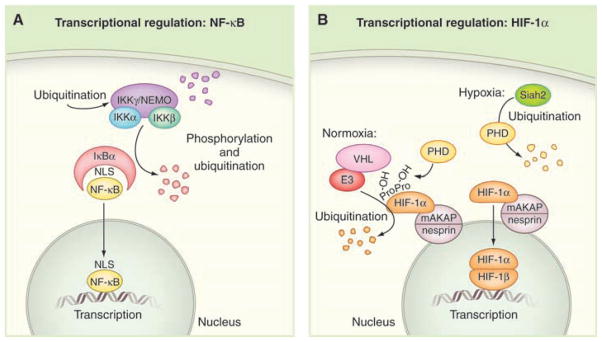 A
Transcriptional regulation: NF-κB
Ubiquitination
IKKγ/NEMO
IKKα
IKKβ
Phosphorylation
and
ubiquitination
IκBα
NLS
NF-κB
NLS
NF-κB
Transcription
Nucleus
B
Transcriptional regulation: HIF-1α
Hypoxia:
Siah2
Ubiquitination
PHD
Normoxia:
VHL
E3
PHD
-OH
-OH
ProPro
HIF-1α
mAKAP
nesprin
Ubiquitination
HIF-1α
mAKAP
nesprin
HIF-1α
HIF-1β
Transcription
Nucleus